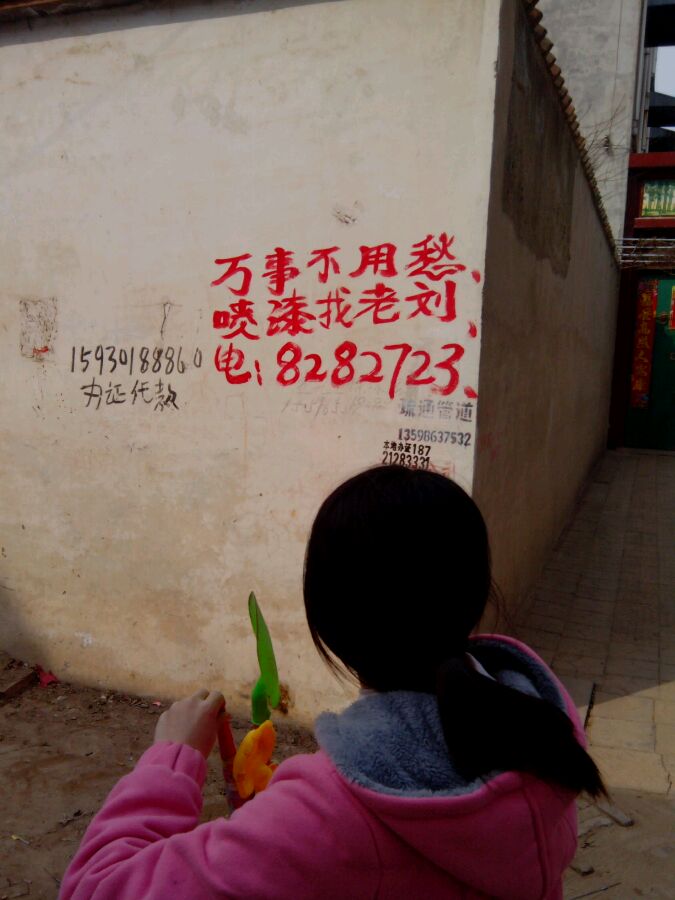 万事不用愁、
喷漆找老刘、
电:8282723、
15930188860
办证代款
疏通管道
13598637532
本地办证187
21283331